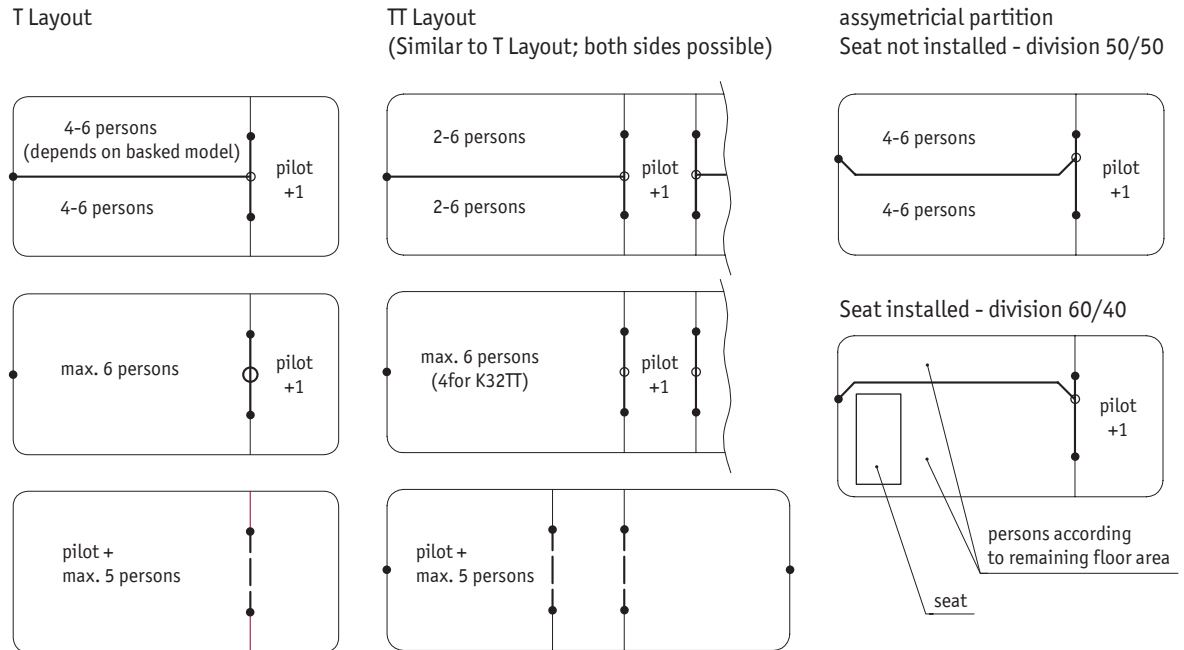 T Layout
4-6 persons
(depends on basked model)
4-6 persons
pilot
+1
max. 6 persons
pilot
+1
pilot +
max. 5 persons
TT Layout
(Similar to T Layout; both sides possible)
2-6 persons
2-6 persons
pilot
+1
max. 6 persons
(4for K32TT)
pilot
+1
pilot +
max. 5 persons
assymetricial partition
Seat not installed - division 50/50
4-6 persons
4-6 persons
pilot
+1
Seat installed - division 60/40
pilot
+1
persons according
to remaining floor area
seat